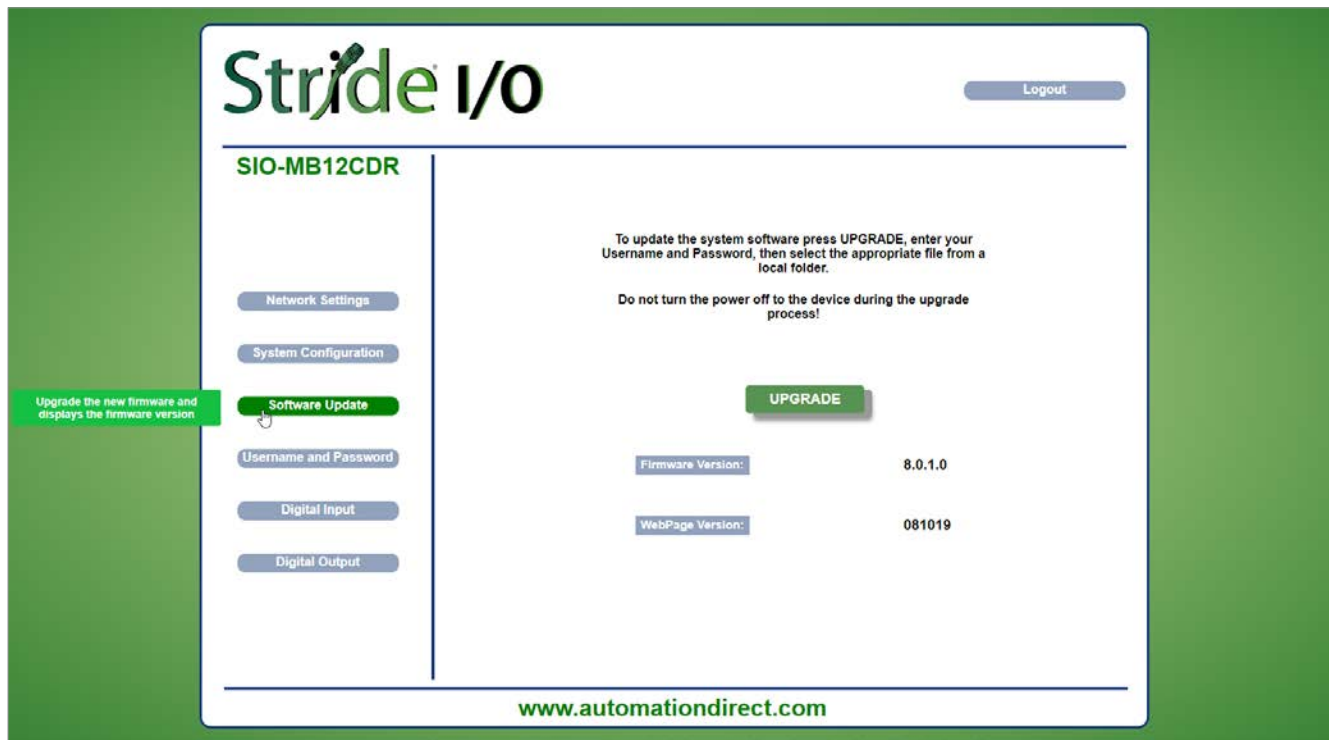 Stride I/O
Logout
SIO-MB12CDR
To update the system software press UPGRADE, enter your
Username and Password, then select the appropriate file from a
local folder.
Do not turn the power off to the device during the upgrade
process!
Network Settings
System Configuration
Upgrade the new firmware and
displays the firmware version
Software Update
UPGRADE
Username and Password
Firmware Version:
8.0.1.0
Digital Input
WebPage Version:
081019
Digital Output
www.automationdirect.com